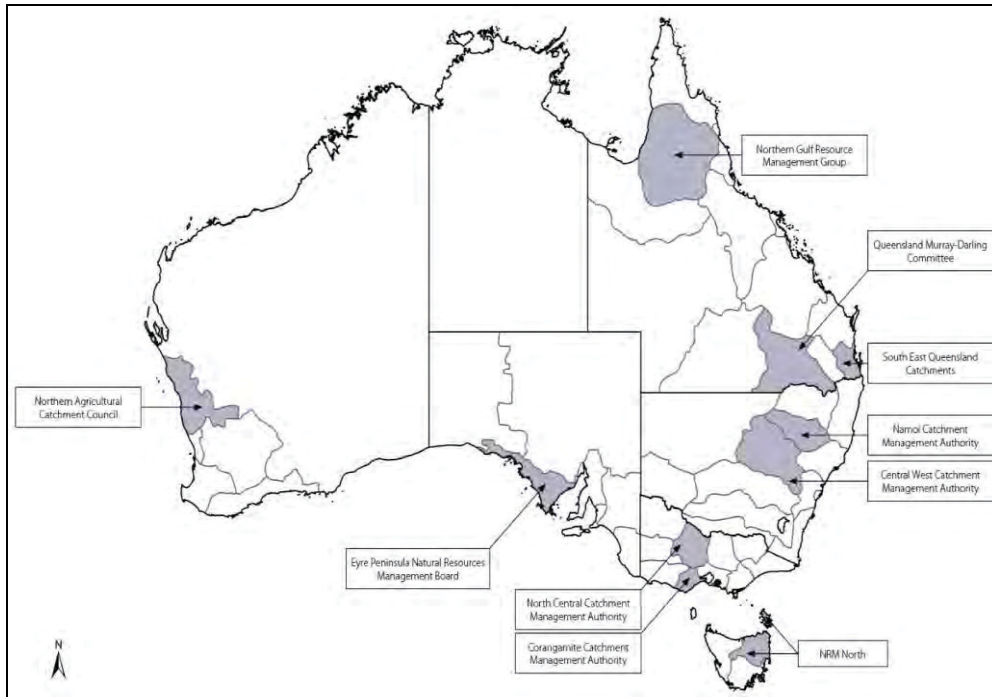 Northern Gulf Resource
Management Group
Queensland Murray-Darling
Committee
South East Queensland
Catchments
Northern Agricultural
Catchment Council
Namoi Catchment
Management Authority
Central West Catchment
Management Authority
Eyre Peninsula Natural Resources
Management Board
North Central Catchment
Management Authority
Corangamite Catchment
Management Authority
NRM North
N